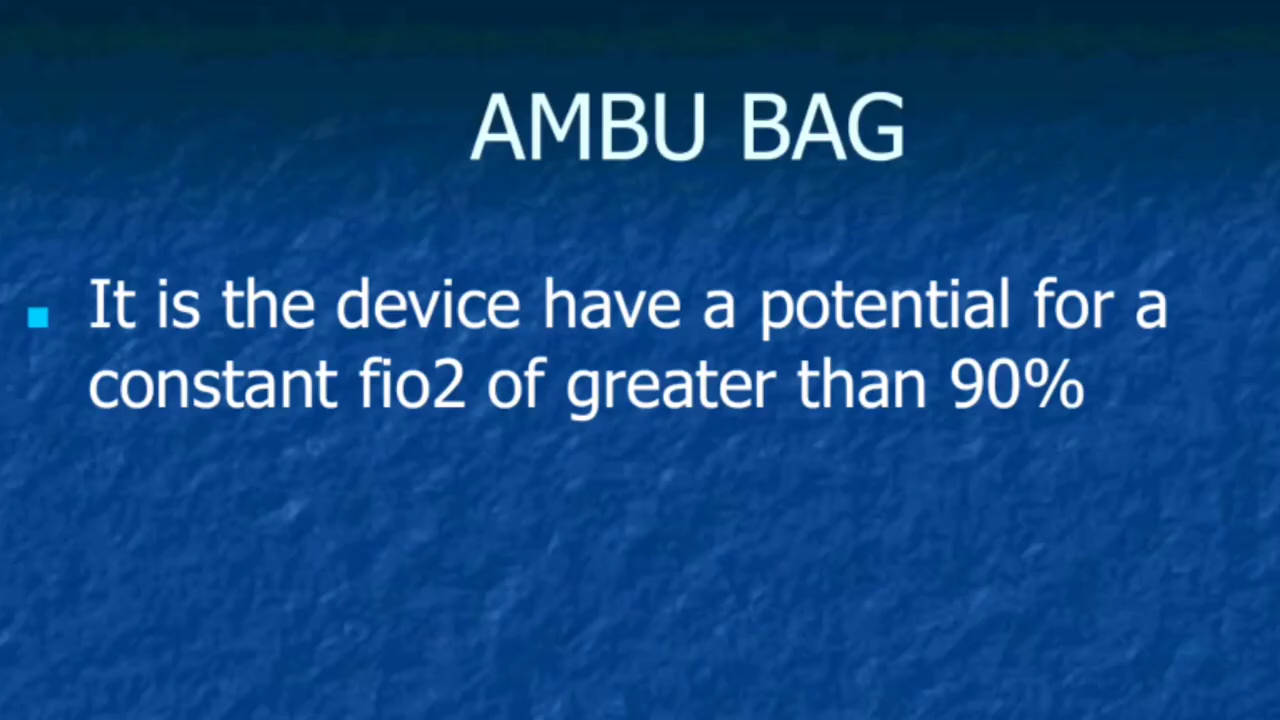 AMBU BAG
It is the device have a potential for a
constant fio2 of greater than 90%